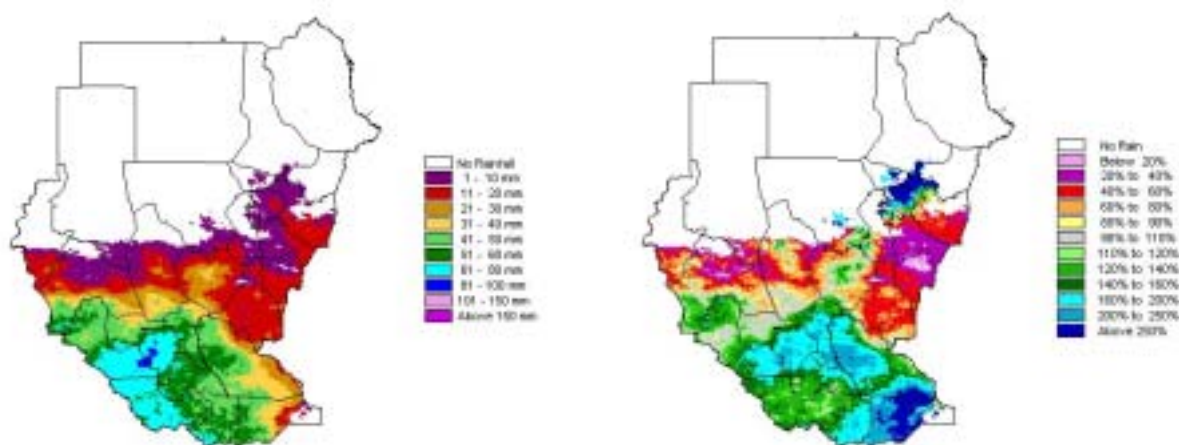 No Rainfall
1 - 10 mm
11 - 20 mm
21 - 30 mm
31 - 40 mm
41 - 50 mm
51 - 60 mm
61 - 80 mm
81 - 100 mm
101 - 150 mm
Above 150 mm
No Rain
Below 20%
20% to 40%
40% to 60%
60% to 80%
80% to 90%
90% to 110%
110% to 120%
120% to 140%
140% to 160%
160% to 200%
200% to 250%
Above 250%